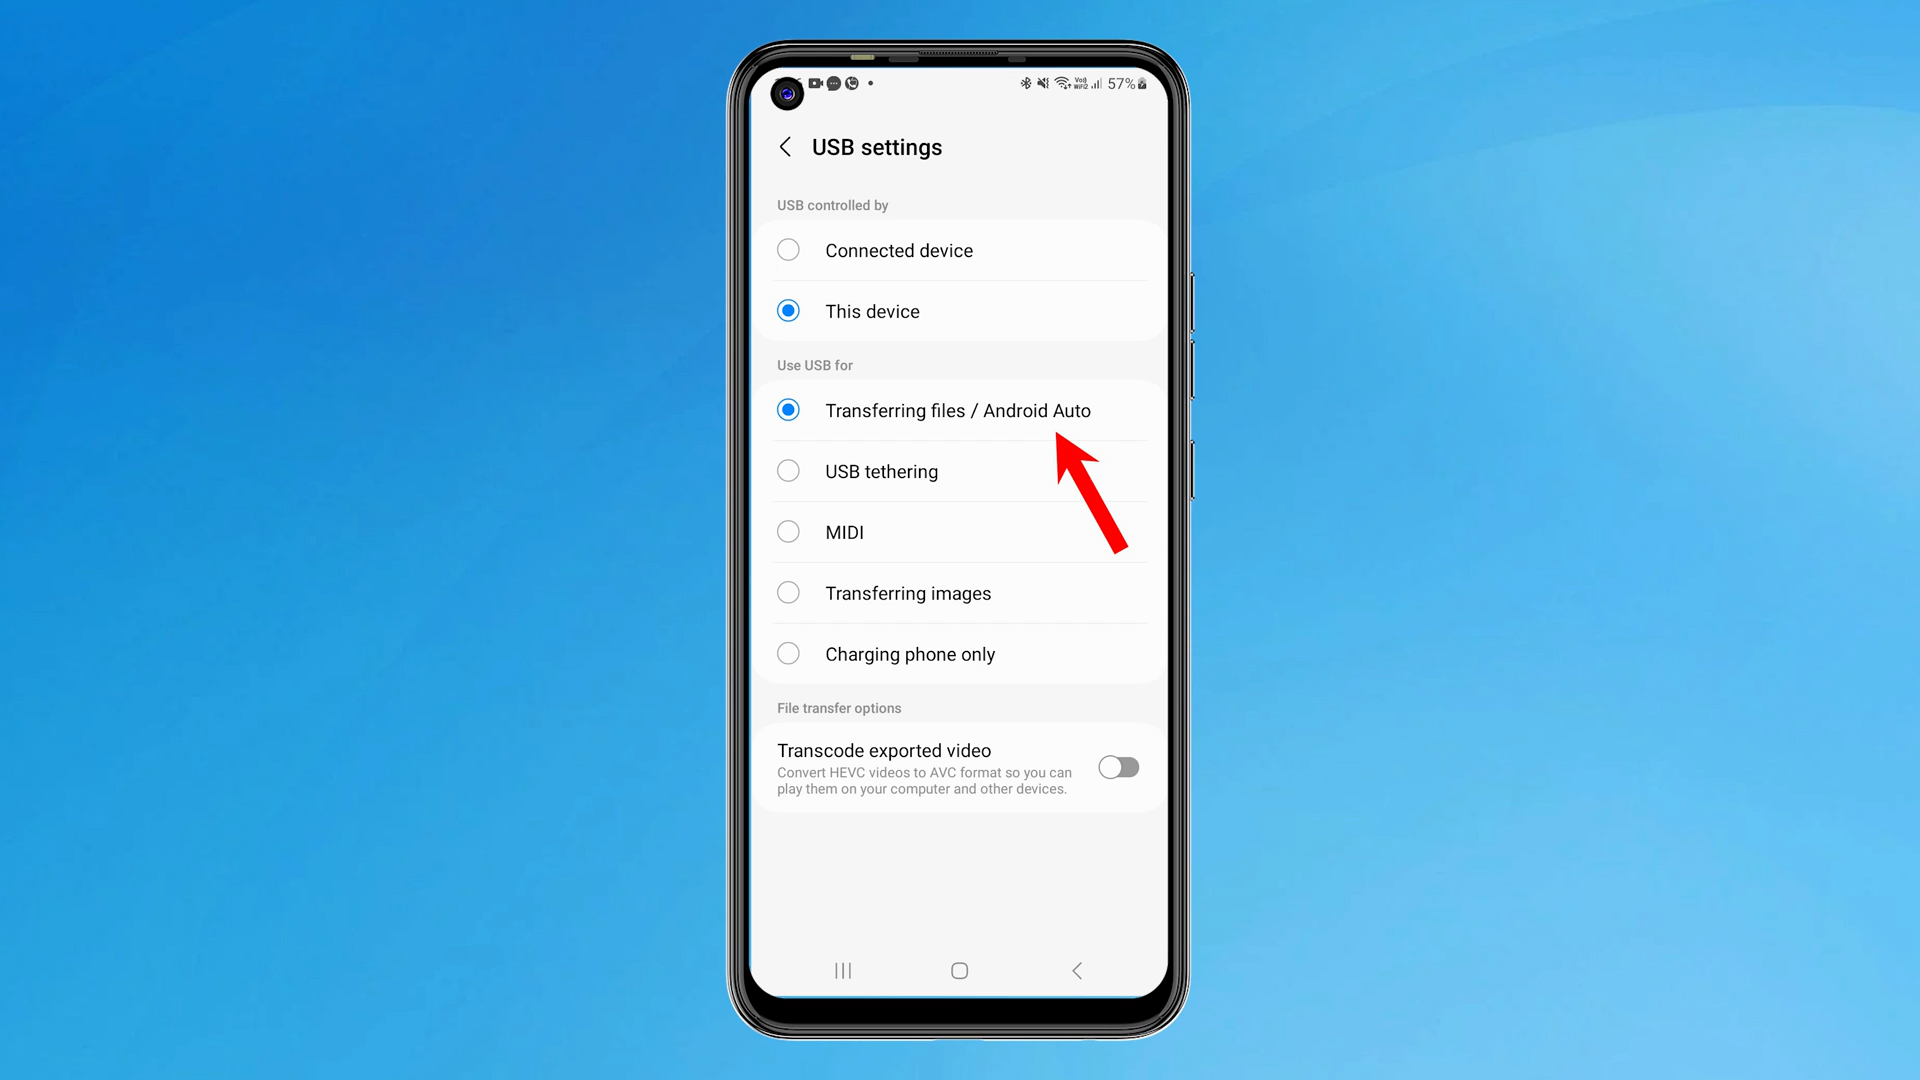 57%
USB settings
USB controlled by
Connected device
This device
Use USB for
Transferring files / Android Auto
USB tethering
MIDI
Transferring images
Charging phone only
File transfer options
Transcode exported video
Convert HEVC videos to AVC format so you can
play them on your computer and other devices.